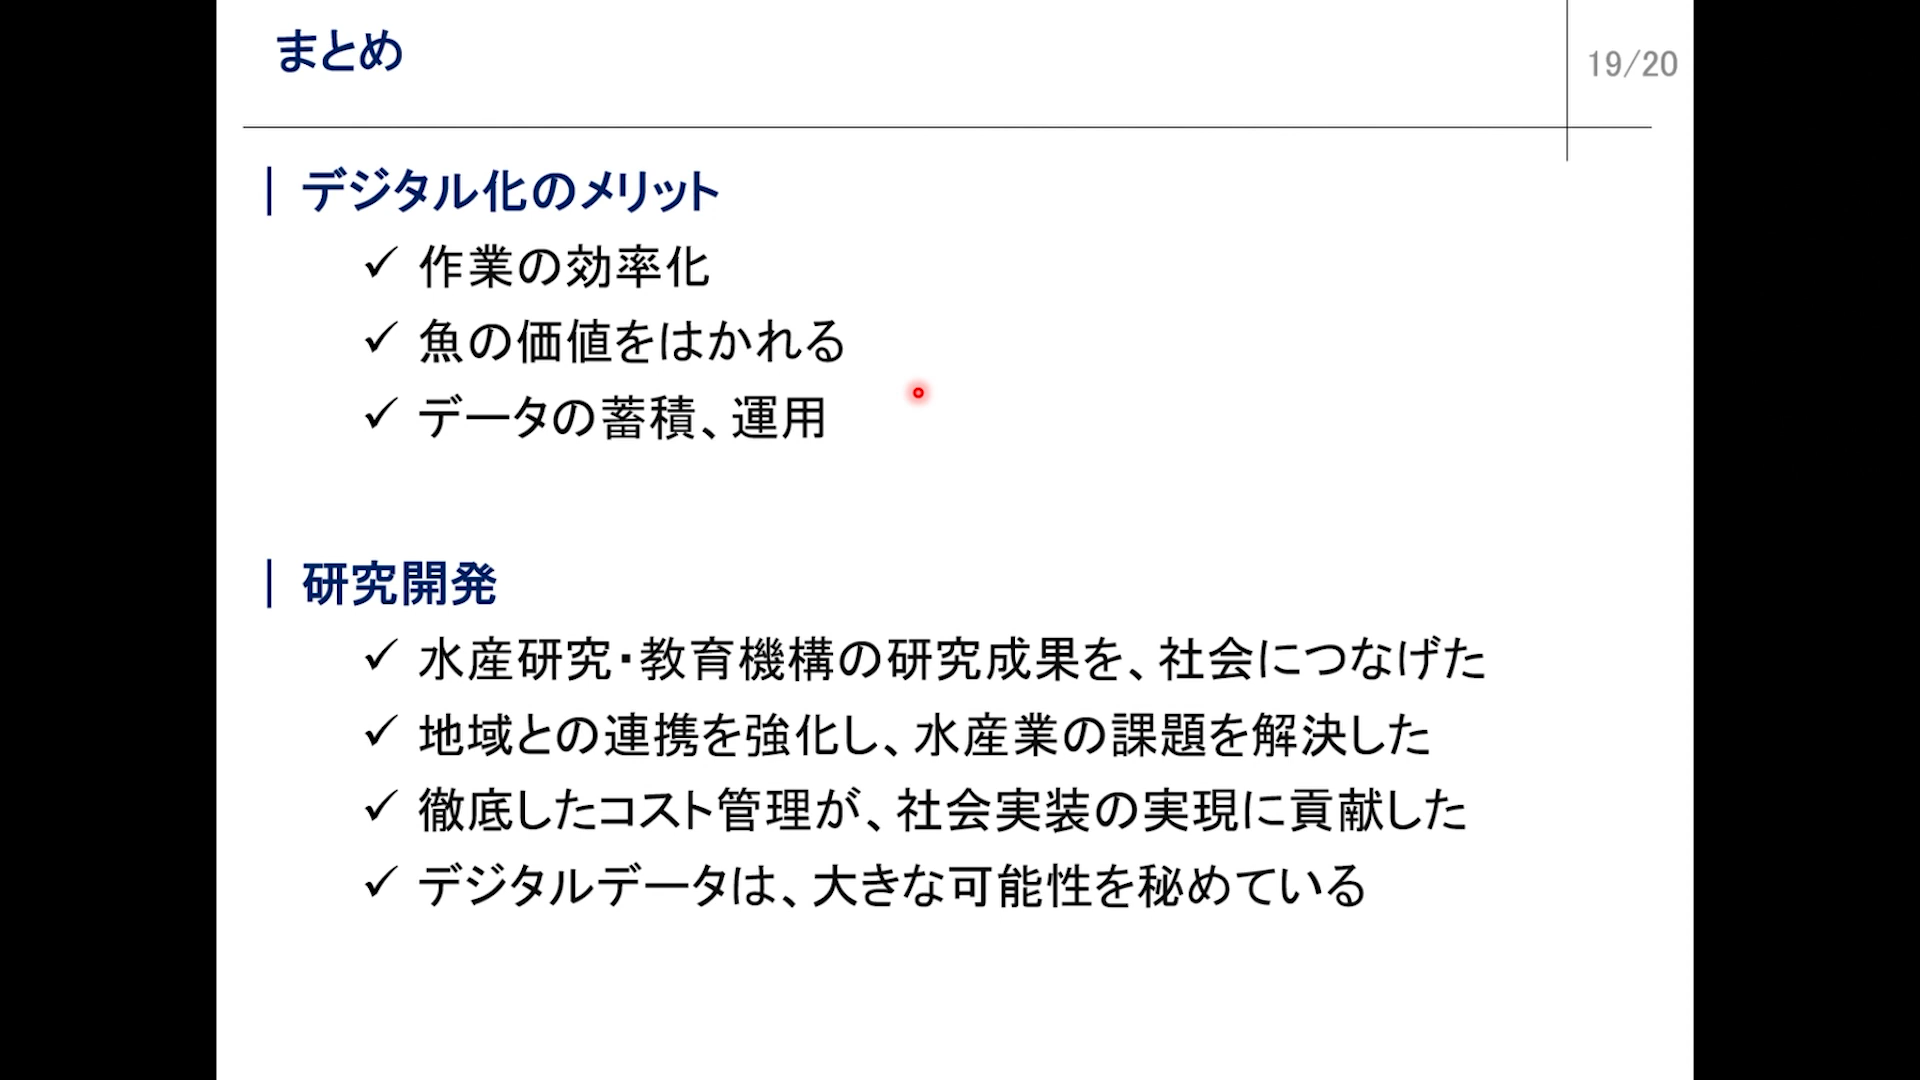 まとめ
19/20
デジタル化のメリット
✓ 作業の効率化
✓ 魚の価値をはかれる
✓ データの蓄積、運用
研究開発
✓ 水産研究・教育機構の研究成果を、社会につなげた
✓ 地域との連携を強化し、水産業の課題を解決した
✓ 徹底したコスト管理が、社会実装の実現に貢献した
✓ デジタルデータは、大きな可能性を秘めている